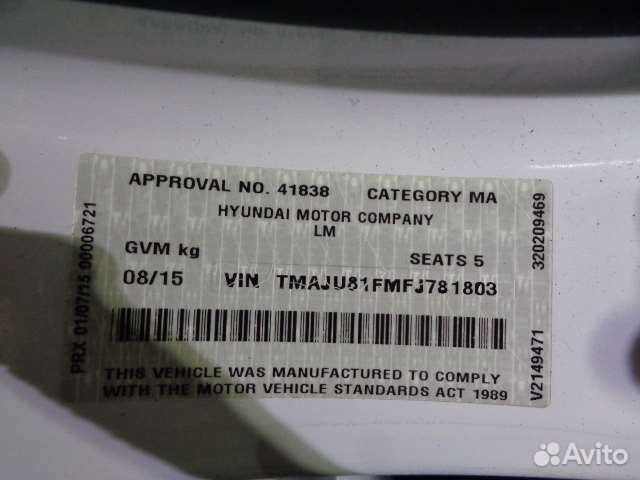 APPROVAL NO. 41838 CATEGORY MA
HYUNDAI MOTOR COMPANY
LM
GVM kg SEATS 5
08/15 VIN TMAJU81FMFJ781803
THIS VEHICLE WAS MANUFACTURED TO COMPLY
WITH THE MOTOR VEHICLE STANDARDS ACT 1989
PRX 01/07/15 00006721
V2149471 320209469
Avito